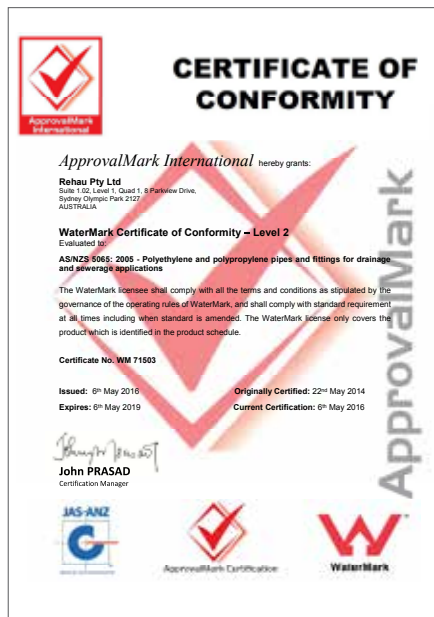 ApprovalMark
International
CERTIFICATE OF
CONFORMITY
ApprovalMark International hereby grants:
Rehau Pty Ltd
Suite 1.02, Level 1, Quad 1, 8 Parkview Drive,
Sydney Olympic Park 2127
AUSTRALIA
WaterMark Certificate of Conformity – Level 2
Evaluated to:
AS/NZS 5065: 2005 - Polyethylene and polypropylene pipes and fittings for drainage
and sewerage applications
The WaterMark licensee shall comply with all the terms and conditions as stipulated by the
governance of the operating rules of WaterMark, and shall comply with standard requirement
at all times including when standard is amended. The WaterMark license only covers the
product which is identified in the product schedule.
Certificate No. WM 71503
Issued: 6th May 2016 Originally Certified: 22nd May 2014
Expires: 6th May 2019 Current Certification: 6th May 2016
John PRASAD
Certification Manager
ApprovalMark
JAS-ANZ
ApprovalMark Certification
WaterMark